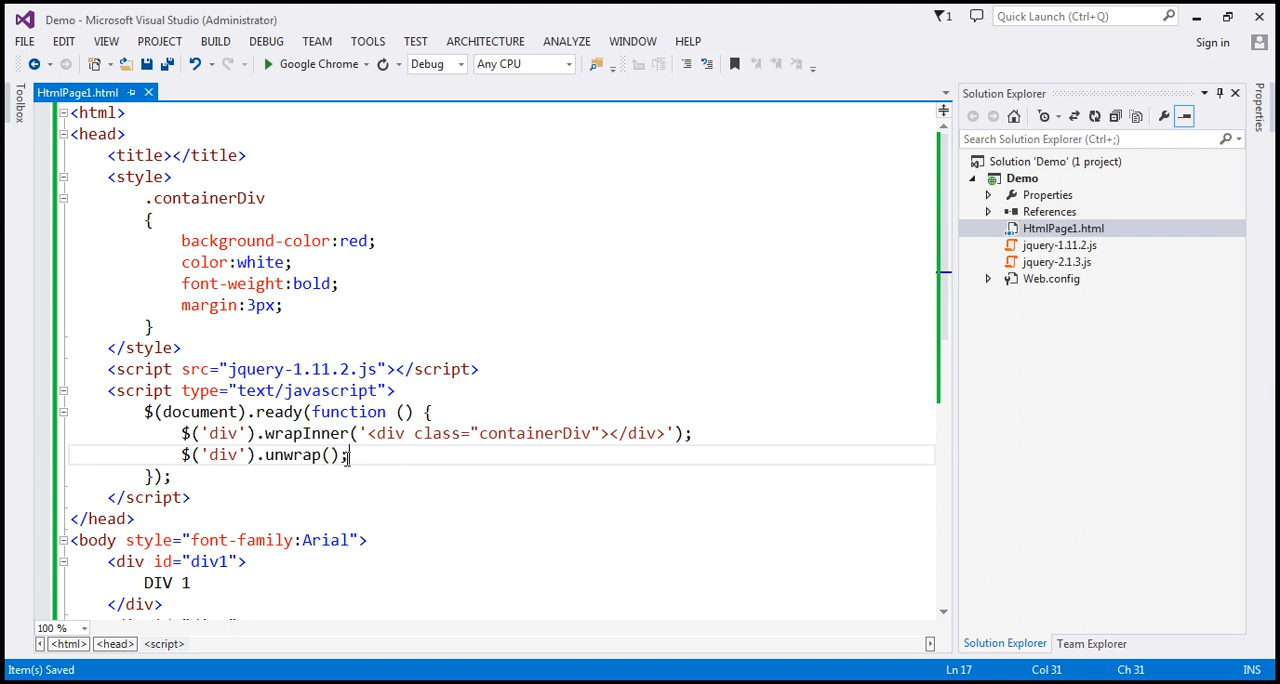 Demo - Microsoft Visual Studio (Administrator)
1
Quick Launch (Ctrl+Q)
FILE EDIT VIEW PROJECT BUILD DEBUG TEAM TOOLS TEST ARCHITECTURE ANALYZE WINDOW HELP
Sign in
Google Chrome Debug Any CPU
Toolbox
HtmlPage1.html
<html>
<head>
<title></title>
<style>
.containerDiv
{
background-color:red;
color:white;
font-weight:bold;
margin:3px;
}
</style>
<script src="jquery-1.11.2.js"></script>
<script type="text/javascript">
$(document).ready(function () {
$('div').wrapInner('<div class="containerDiv"></div>');
$('div').unwrap();
});
</script>
</head>
<body style="font-family:Arial">
<div id="div1">
DIV 1
</div>
100 %
<html> <head> <script>
Solution Explorer
Search Solution Explorer (Ctrl+;)
Solution 'Demo' (1 project)
Demo
Properties
References
HtmlPage1.html
jquery-1.11.2.js
jquery-2.1.3.js
Web.config
Solution Explorer Team Explorer
Properties
Item(s) Saved Ln 17 Col 31 Ch 31 INS